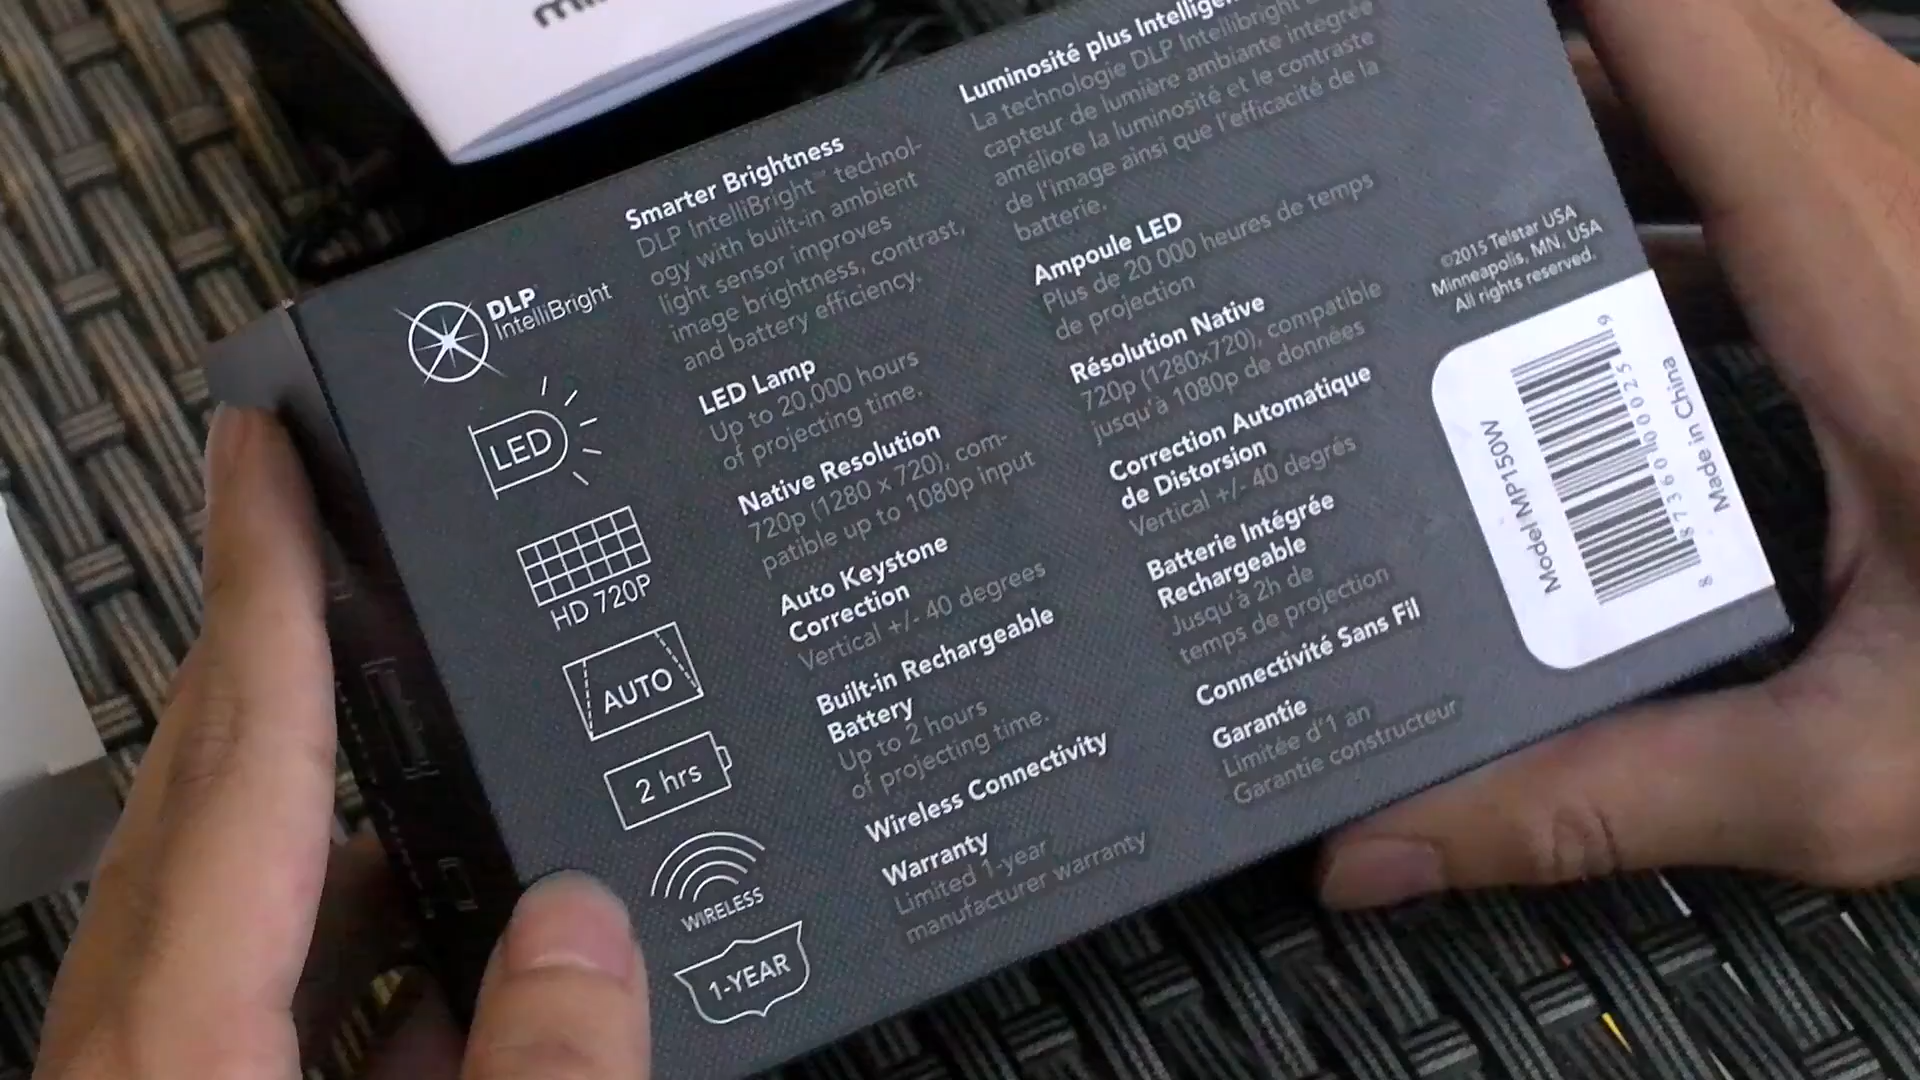 DLP
IntelliBright
LED
HD 720P
AUTO
2 hrs
WIRELESS
1-YEAR
Smarter Brightness
DLP IntelliBright™ technol-
ogy with built-in ambient
light sensor improves
image brightness, contrast,
and battery efficiency.
LED Lamp
Up to 20,000 hours
of projecting time.
Native Resolution
720p (1280 x 720), com-
patible up to 1080p input
Auto Keystone
Correction
Vertical +/- 40 degrees
Built-in Rechargeable
Battery
Up to 2 hours
of projecting time.
Wireless Connectivity
Warranty
Limited 1-year
manufacturer warranty
Luminosité plus
La technologie DLP Intellibright
capteur de lumière ambiante intégrée
améliore la luminosité et le contraste
de l'image ainsi que l'efficacité de la
batterie.
Ampoule LED
Plus de 20 000 heures de temps
de projection
Résolution Native
720p (1280x720), compatible
jusqu'à 1080p de données
Correction Automatique
de Distorsion
Vertical +/- 40 degrés
Batterie Intégrée
Rechargeable
Jusqu'à 2h de
temps de projection
Connectivité Sans Fil
Garantie
Limitée d'1 an
Garantie constructeur
©2015 Telstar USA
Minneapolis, MN, USA
All rights reserved.
Model MP150W
Made in China